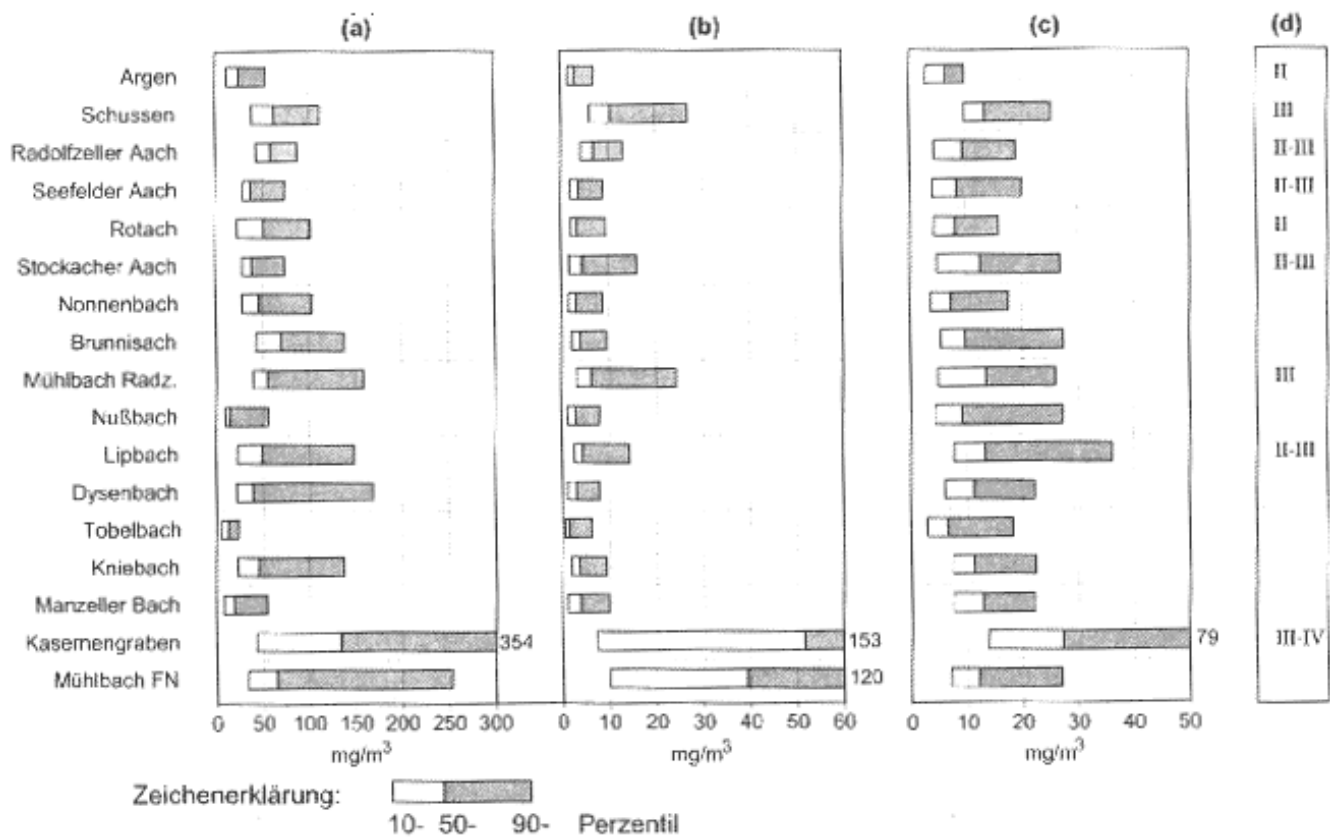 (a) (b) (c) (d)
Argen II
Schussen III
Radolfzeller Aach II-III
Seefelder Aach II-III
Rotach II
Stockacher Aach II-III
Nonnenbach
Brunnisach
Mühlbach Radz. III
Nußbach
Lipbach II-III
Dysenbach
Tobelbach
Kniebach
Manzeller Bach
Kasernengraben 354 153 79 III-IV
Mühlbach FN 120
0 50 100 150 200 250 300 0 10 20 30 40 50 60 0 10 20 30 40 50
mg/m³ mg/m³ mg/m³
Zeichenerklärung:
10- 50- 90- Perzentil